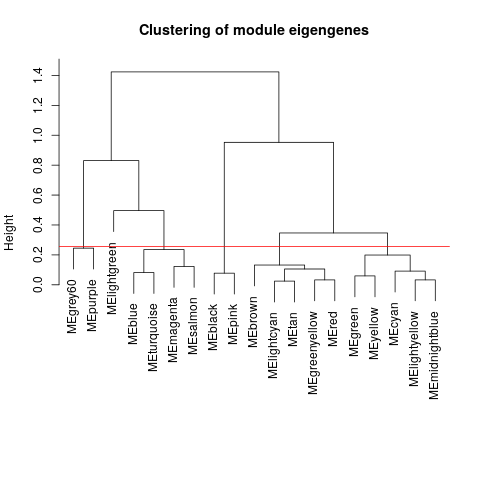 Clustering of module eigengenes
Height
1.4
1.2
1.0
0.8
0.6
0.4
0.2
0.0
MEgrey60
MEpurple
MElightgreen
MEblue
MEturquoise
MEmagenta
MEsalmon
MEblack
MEpink
MEbrown
MElightcyan
MEtan
MEgreenyellow
MEred
MEgreen
MEyellow
MEcyan
MElightyellow
MEmidnightblue